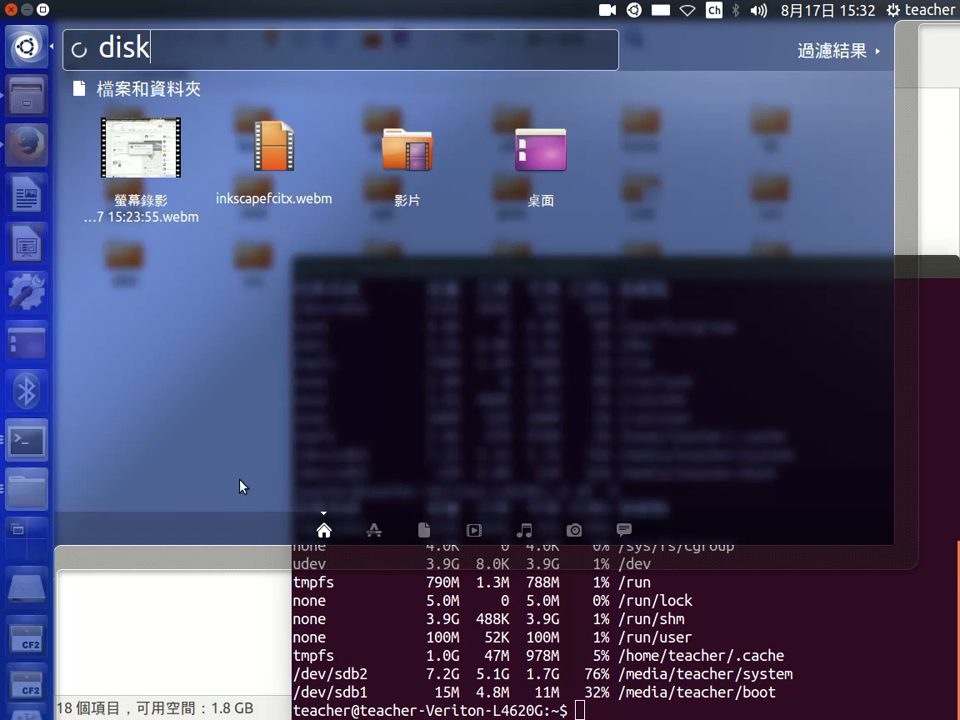 Ch
8月17日 15:32
teacher
disk
過濾結果
檔案和資料夾
螢幕錄影
…7 15:23:55.webm
inkscapefcitx.webm
影片
桌面
none 4.0K 0 4.0K 0% /sys/fs/cgroup
udev 3.9G 8.0K 3.9G 1% /dev
tmpfs 790M 1.3M 788M 1% /run
none 5.0M 0 5.0M 0% /run/lock
none 3.9G 488K 3.9G 1% /run/shm
none 100M 52K 100M 1% /run/user
tmpfs 1.0G 47M 978M 5% /home/teacher/.cache
/dev/sdb2 7.2G 5.1G 1.7G 76% /media/teacher/system
/dev/sdb1 15M 4.8M 11M 32% /media/teacher/boot
teacher@teacher-Veriton-L4620G:~$
CF2
CF2
18 個項目，可用空間：1.8 GB